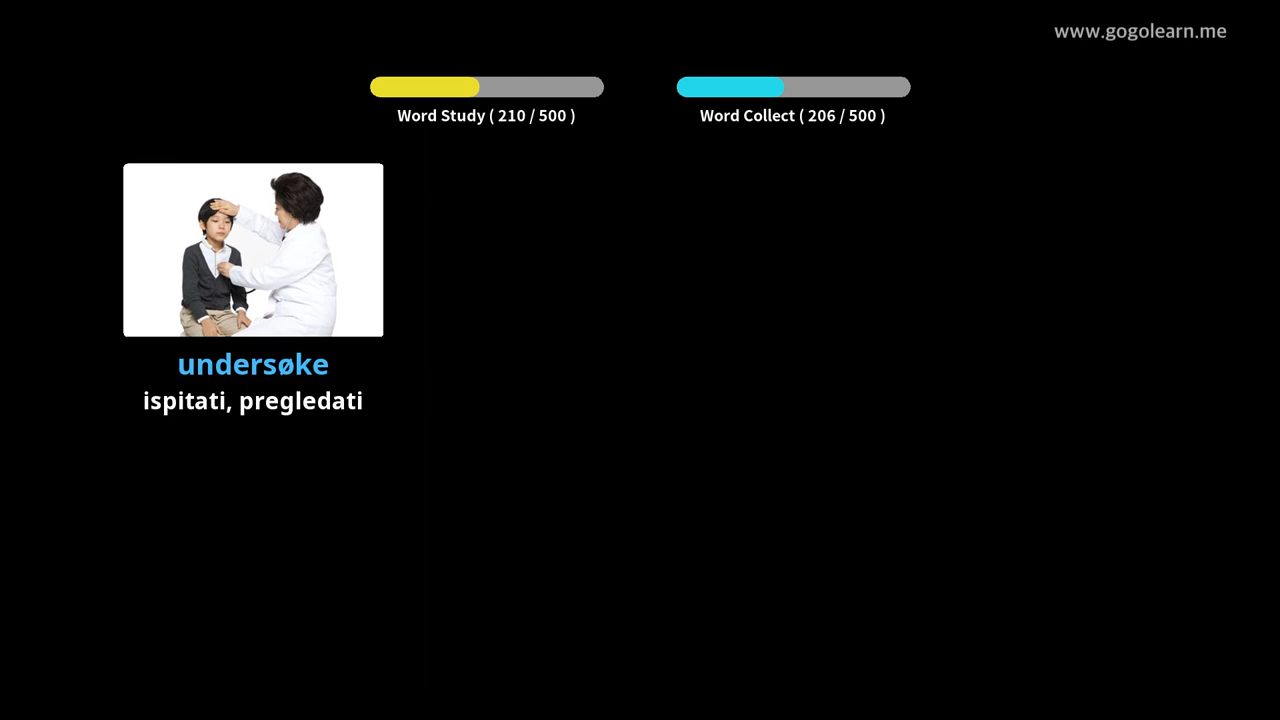 www.gogolearn.me
Word Study ( 210 / 500 )
Word Collect ( 206 / 500 )
undersøke
ispitati, pregledati